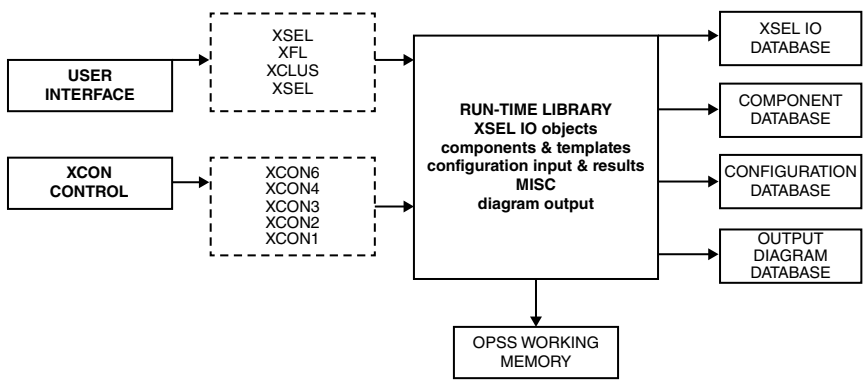 USER
INTERFACE
XSEL
XFL
XCLUS
XSEL
XCON
CONTROL
XCON6
XCON4
XCON3
XCON2
XCON1
RUN-TIME LIBRARY
XSEL IO objects
components & templates
configuration input & results
MISC
diagram output
XSEL IO
DATABASE
COMPONENT
DATABASE
CONFIGURATION
DATABASE
OUTPUT
DIAGRAM
DATABASE
OPSS WORKING
MEMORY